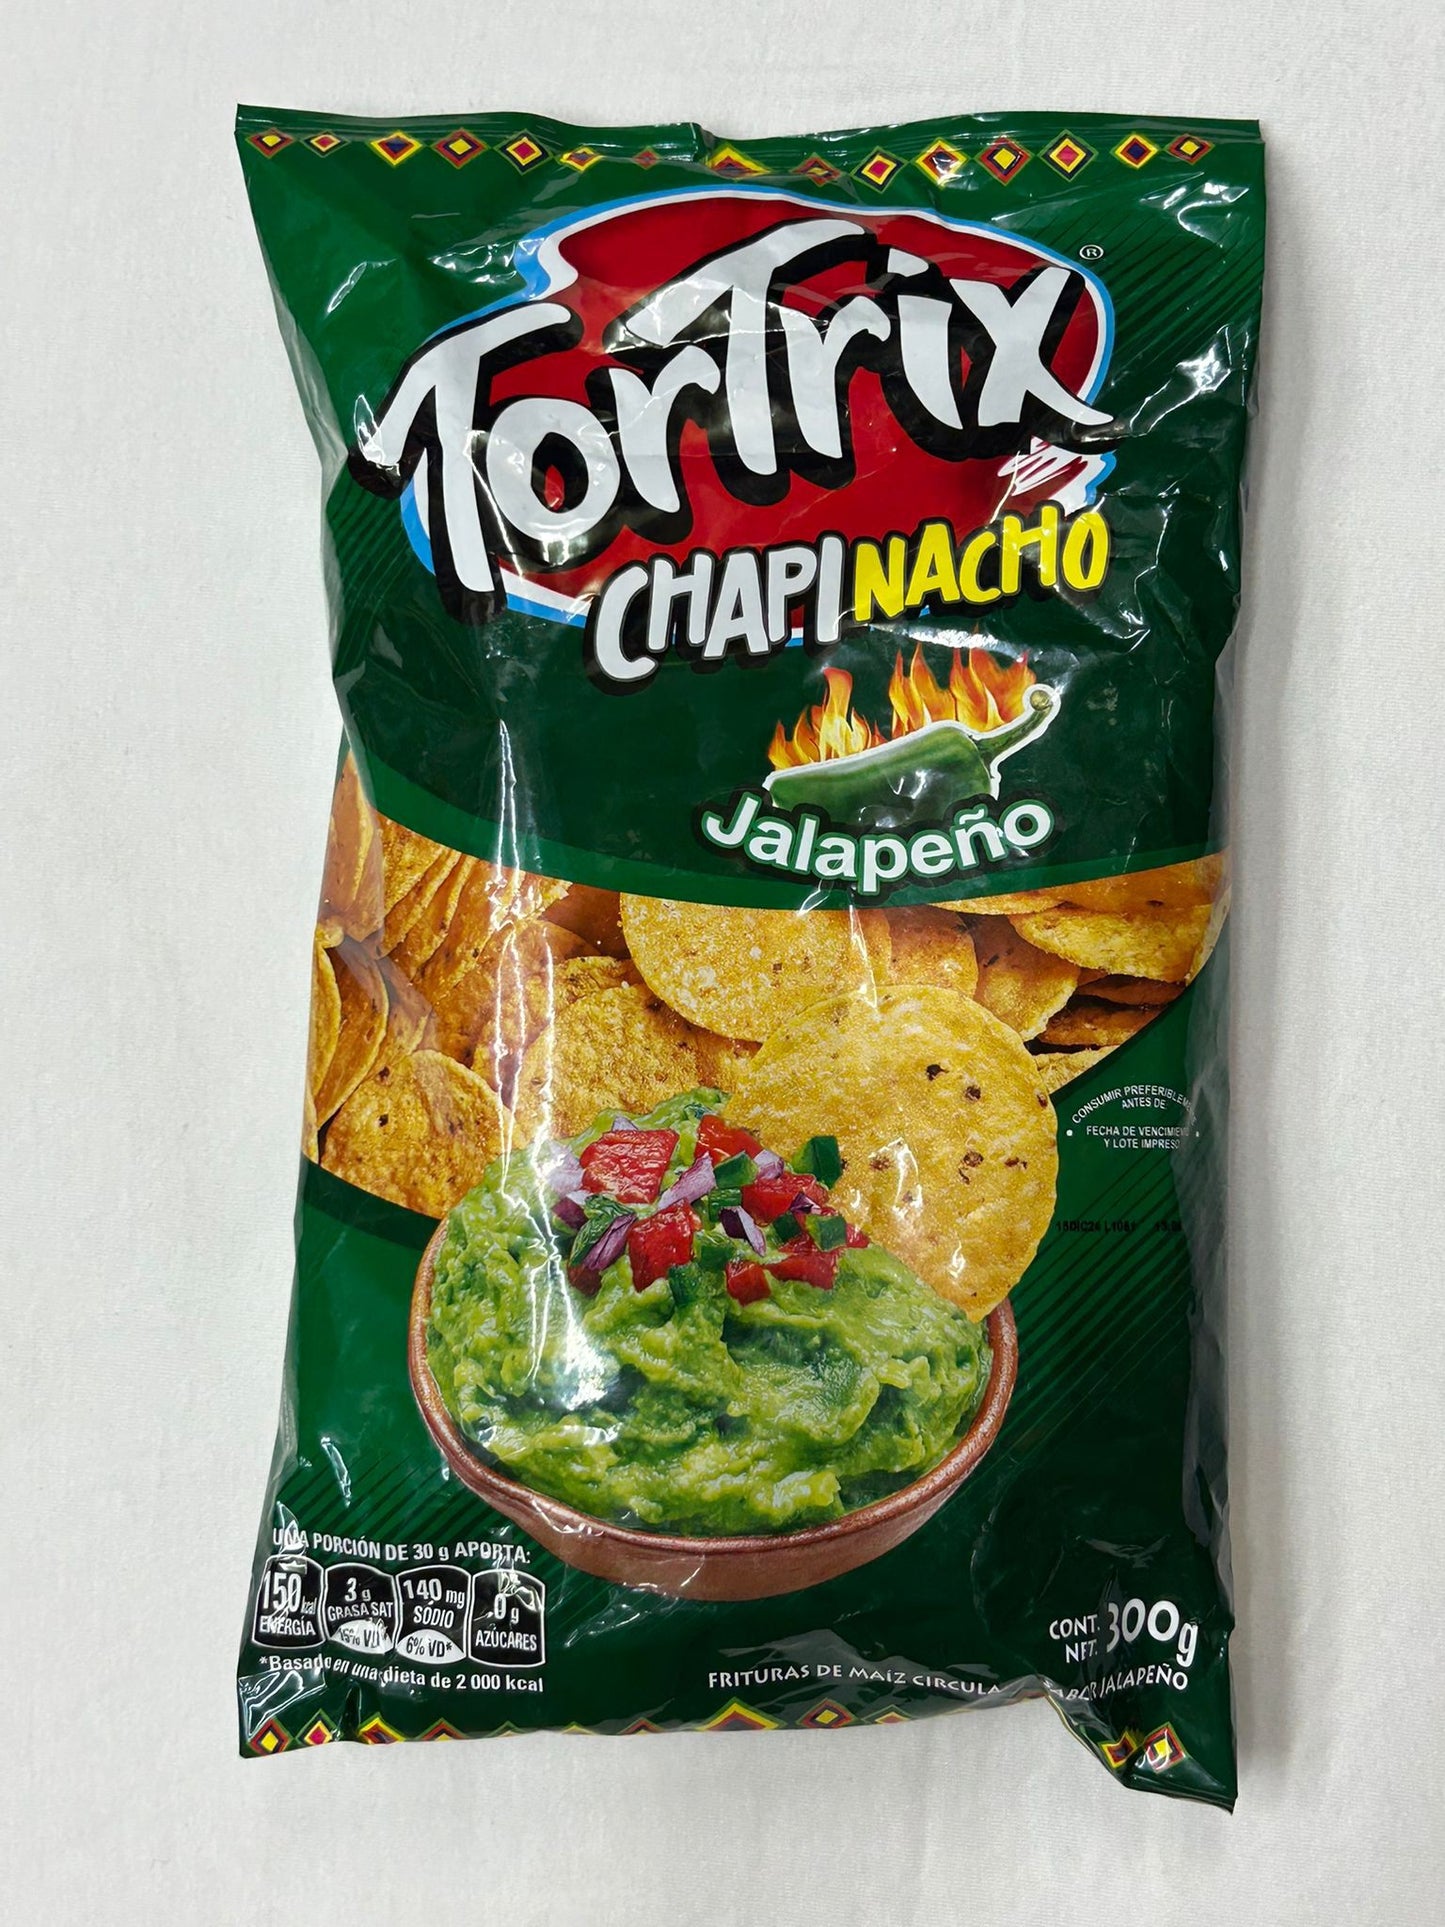 TORTRIX
®
CHAPINACHO
Jalapeño
CONSUMIR PREFERIBLEM
ANTES DE
FECHA DE VENCIMIE
Y LOTE IMPRESO
UNA PORCIÓN DE 30 g APORTA:
150 kcal
ENERGÍA
3 g
GRASA SAT
15% VD*
140 mg
SODIO
6% VD*
0 g
AZÚCARES
*Basado en una dieta de 2 000 kcal
CONT. NET. 300g
FRITURAS DE MAÍZ CIRCULA
JALAPEÑO